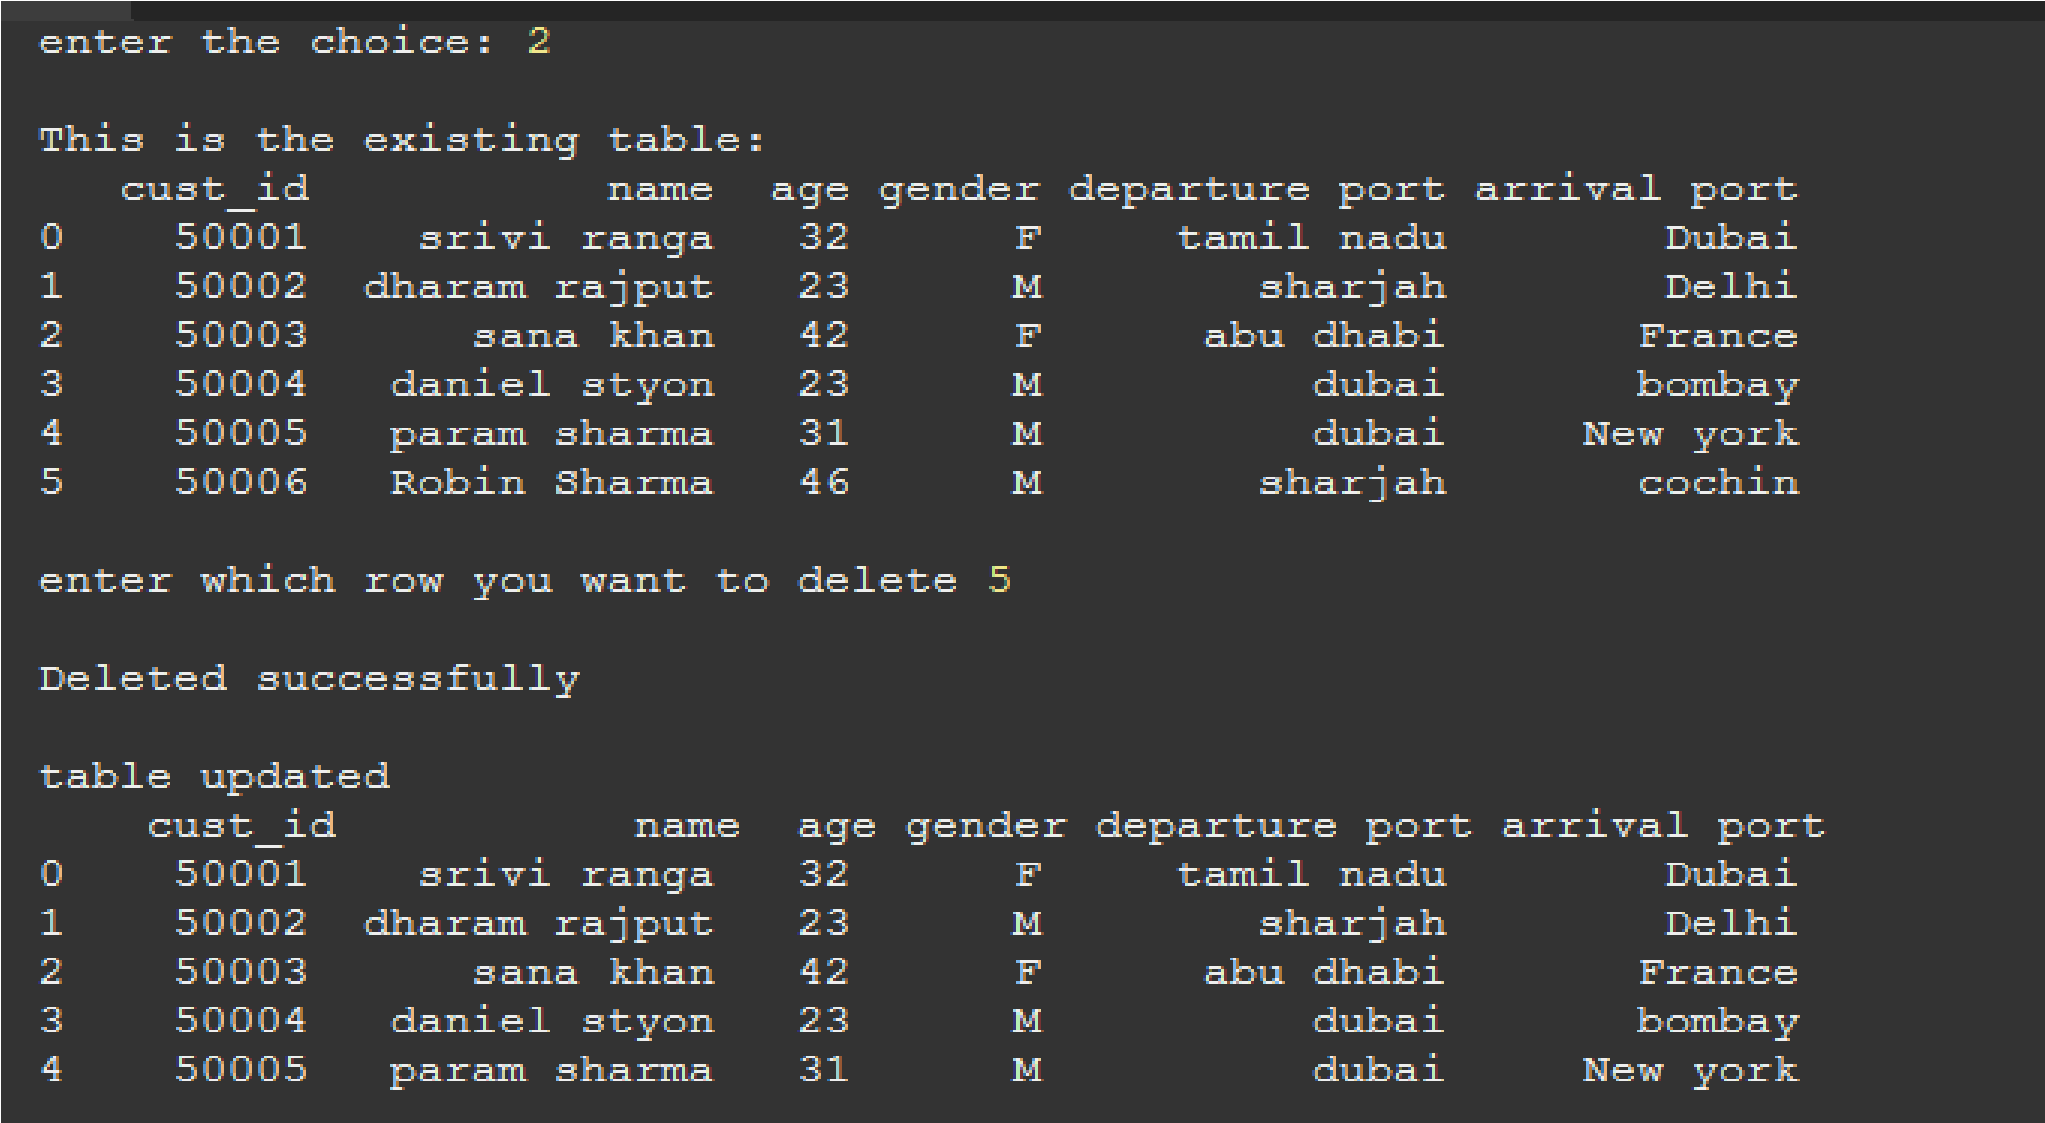 enter the choice: 2
This is the existing table:
cust_id name age gender departure port arrival port
0 50001 srivi ranga 32 F tamil nadu Dubai
1 50002 dharam rajput 23 M sharjah Delhi
2 50003 sana khan 42 F abu dhabi France
3 50004 daniel styon 23 M dubai bombay
4 50005 param sharma 31 M dubai New york
5 50006 Robin Sharma 46 M sharjah cochin
enter which row you want to delete 5
Deleted successfully
table updated
cust_id name age gender departure port arrival port
0 50001 srivi ranga 32 F tamil nadu Dubai
1 50002 dharam rajput 23 M sharjah Delhi
2 50003 sana khan 42 F abu dhabi France
3 50004 daniel styon 23 M dubai bombay
4 50005 param sharma 31 M dubai New york